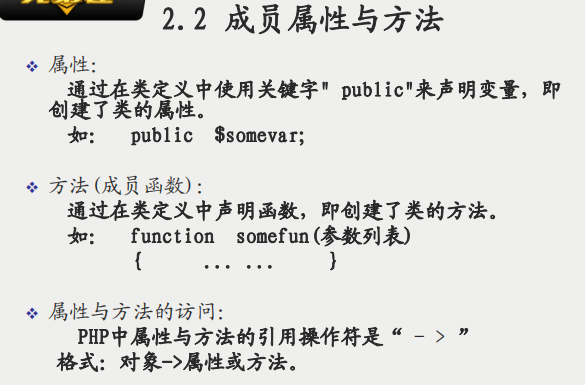 2.2 成员属性与方法
❖ 属性:
通过在类定义中使用关键字" public"来声明变量，即
创建了类的属性。
如:  public  $somevar;
❖ 方法(成员函数):
通过在类定义中声明函数，即创建了类的方法。
如:  function  somefun(参数列表)
{    ... ...    }
❖ 属性与方法的访问:
PHP中属性与方法的引用操作符是“ - > ”
格式: 对象->属性或方法。